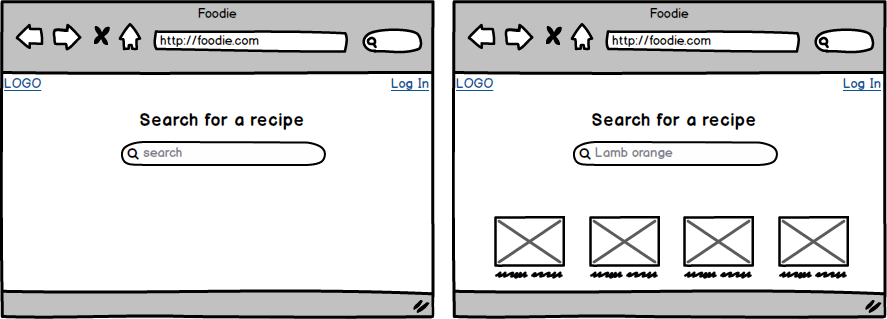 Foodie
http://foodie.com
LOGO
Log In
Search for a recipe
search
Foodie
http://foodie.com
LOGO
Log In
Search for a recipe
Lamb orange